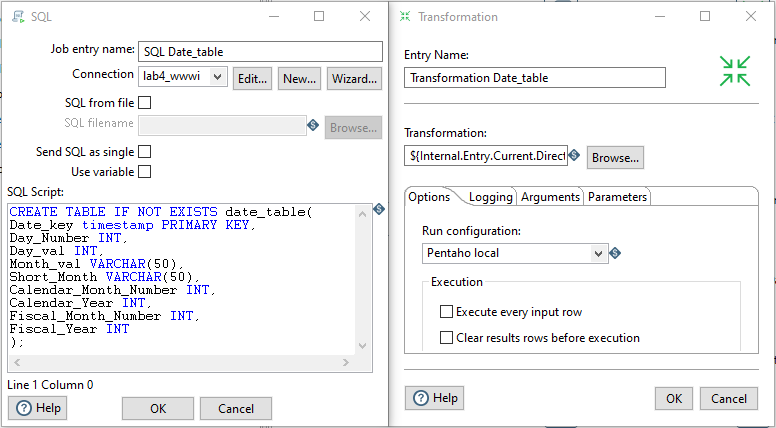 SQL
Job entry name: SQL Date_table
Connection lab4_wwwi Edit... New... Wizard...
SQL from file
SQL filename Browse...
Send SQL as single
Use variable
SQL Script:
CREATE TABLE IF NOT EXISTS date_table(
Date_key timestamp PRIMARY KEY,
Day_Number INT,
Day_val INT,
Month_val VARCHAR(50),
Short_Month VARCHAR(50),
Calendar_Month_Number INT,
Calendar_Year INT,
Fiscal_Month_Number INT,
Fiscal_Year INT
);
Line 1 Column 0
Help OK Cancel
Transformation
Entry Name:
Transformation Date_table
Transformation:
${Internal.Entry.Current.Direct Browse...
Options Logging Arguments Parameters
Run configuration:
Pentaho local
Execution
Execute every input row
Clear results rows before execution
Help OK Cancel